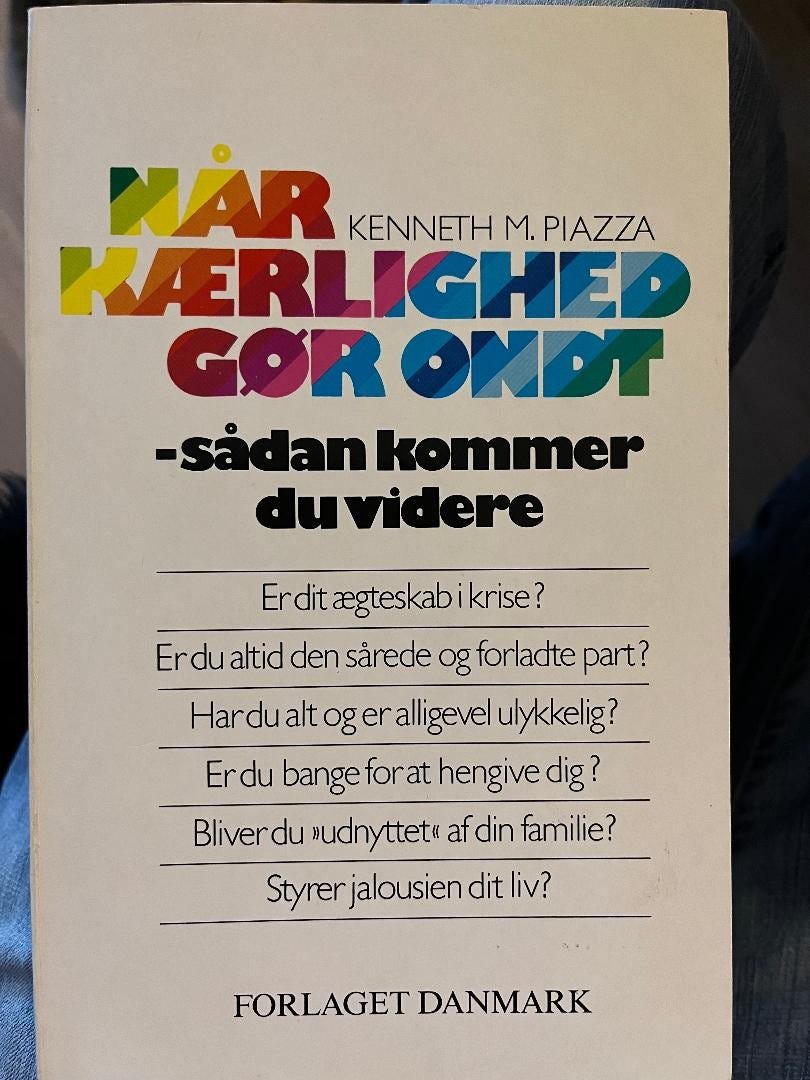 NÅR
KENNETH M. PIAZZA
KÆRLIGHED
GØR ONDT
-sådan kommer
du videre
Er dit ægteskab i krise?
Er du altid den sårede og forladte part?
Har du alt og er alligevel ulykkelig?
Er du bange for at hengive dig?
Bliver du »udnyttet« af din familie?
Styrer jalousien dit liv?
FORLAGET DANMARK